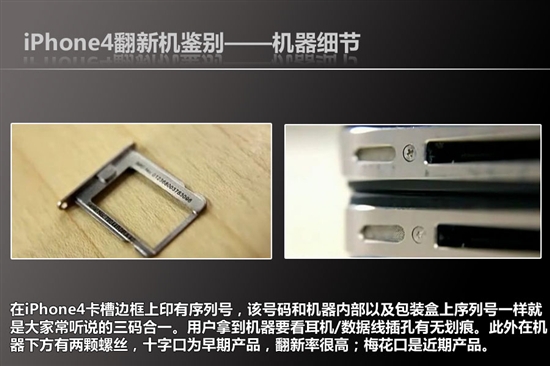 iPhone4翻新机鉴别——机器细节
在iPhone4卡槽边框上印有序列号，该号码和机器内部以及包装盒上序列号一样就
是大家常听说的三码合一。用户拿到机器要看耳机/数据线插孔有无划痕。此外在机
器下方有两颗螺丝，十字口为早期产品，翻新率很高；梅花口是近期产品。